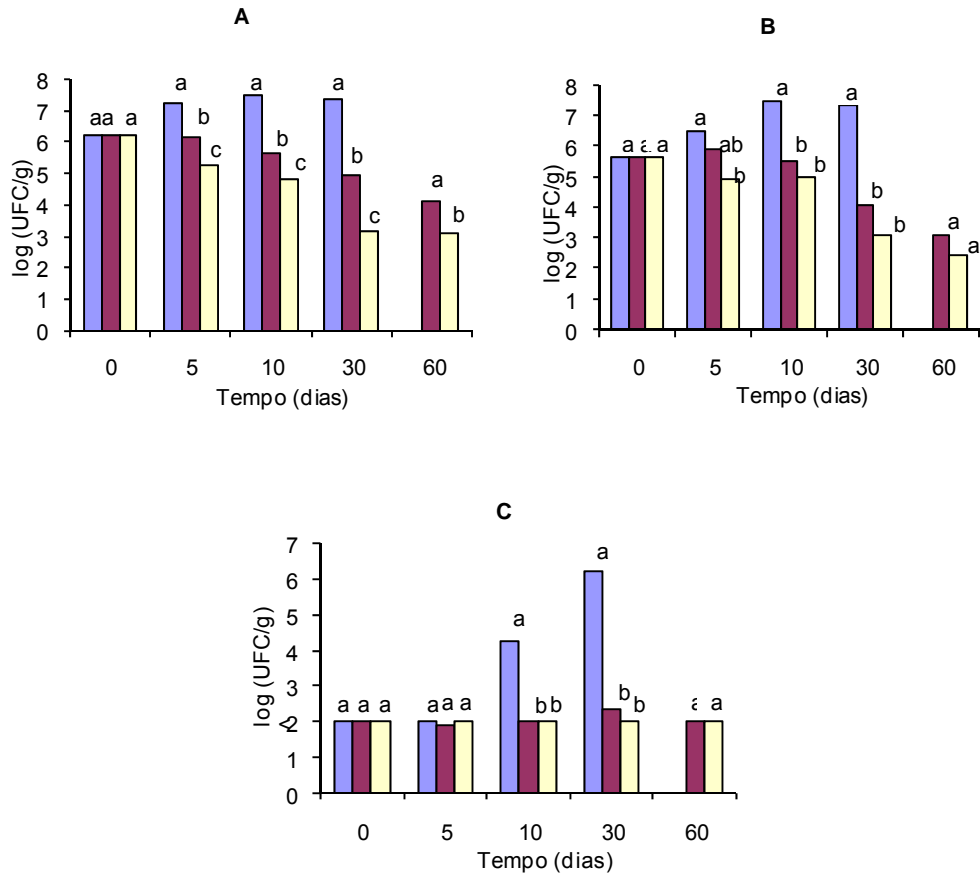 A
log (UFC/g)
8
7
6
5
4
3
2
1
0
aa a
a b c
a b c
a b c
a b
0 5 10 30 60
Tempo (dias)
B
log (UFC/g)
8
7
6
5
4
3
2
1
0
a a a
a ab b
a b b
a b b
a a
0 5 10 30 60
Tempo (dias)
C
log (UFC/g)
7
6
5
4
3
<2
1
0
a a a
a a a
a b b
a b b
a a
0 5 10 30 60
Tempo (dias)